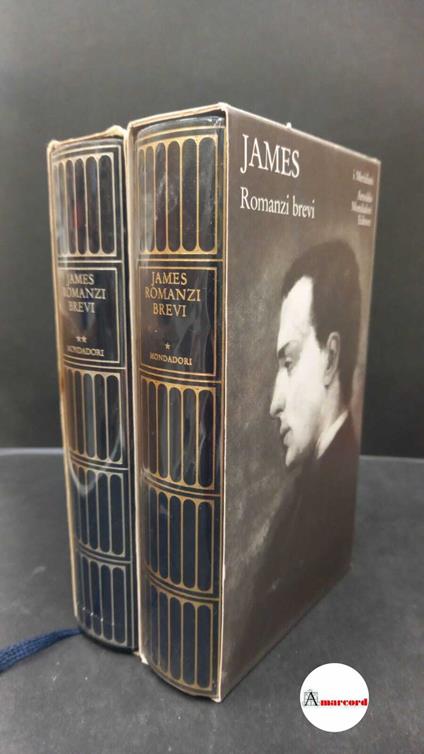 JAMES
ROMANZI
BREVI
**
MONDADORI
JAMES
ROMANZI
BREVI
*
MONDADORI
JAMES
Romanzi brevi
i Meridiani
Arnoldo
Mondadori
Editore
Amarcord